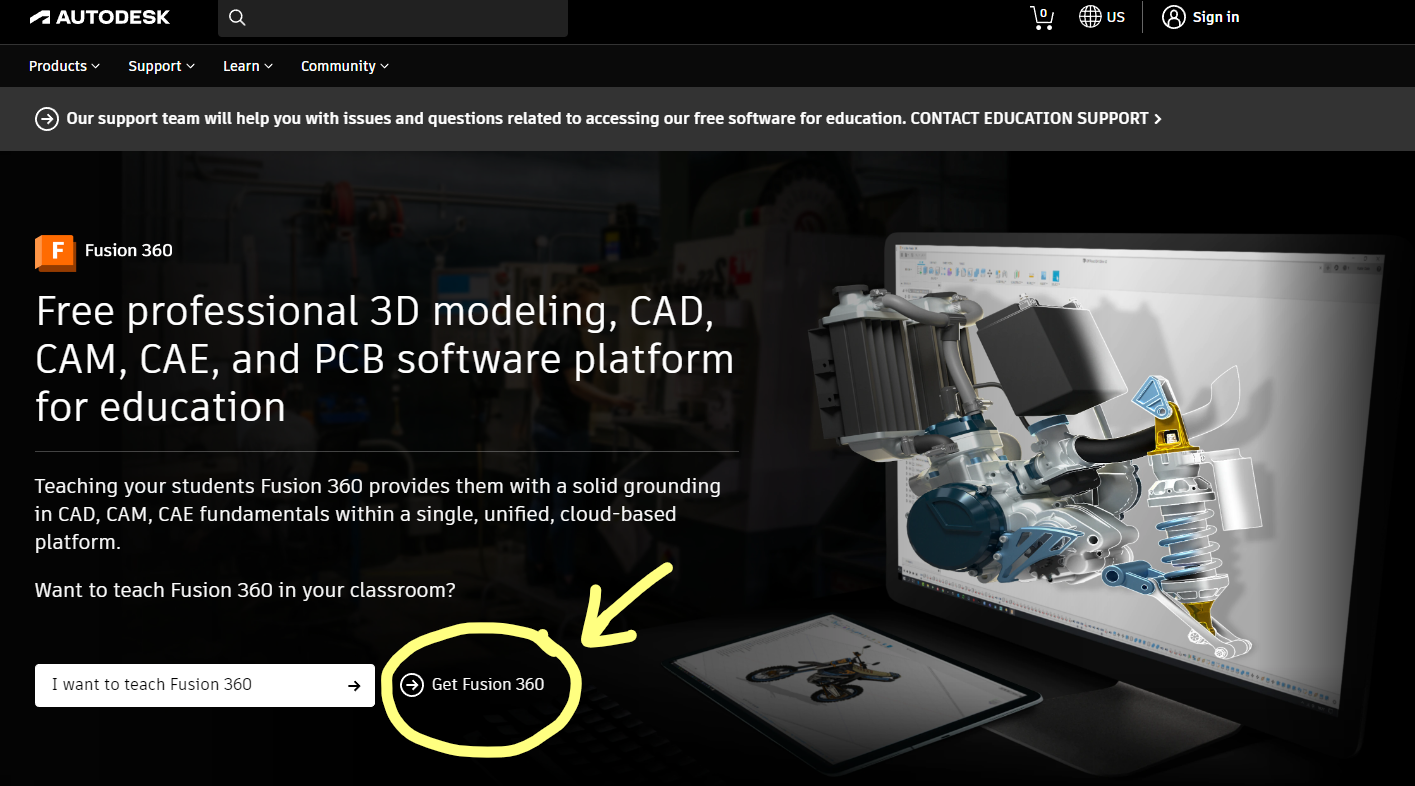 AUTODESK
0
US
Sign in
Products
Support
Learn
Community
Our support team will help you with issues and questions related to accessing our free software for education. CONTACT EDUCATION SUPPORT
F
Fusion 360
Free professional 3D modeling, CAD,
CAM, CAE, and PCB software platform
for education
Teaching your students Fusion 360 provides them with a solid grounding
in CAD, CAM, CAE fundamentals within a single, unified, cloud-based
platform.
Want to teach Fusion 360 in your classroom?
I want to teach Fusion 360
Get Fusion 360